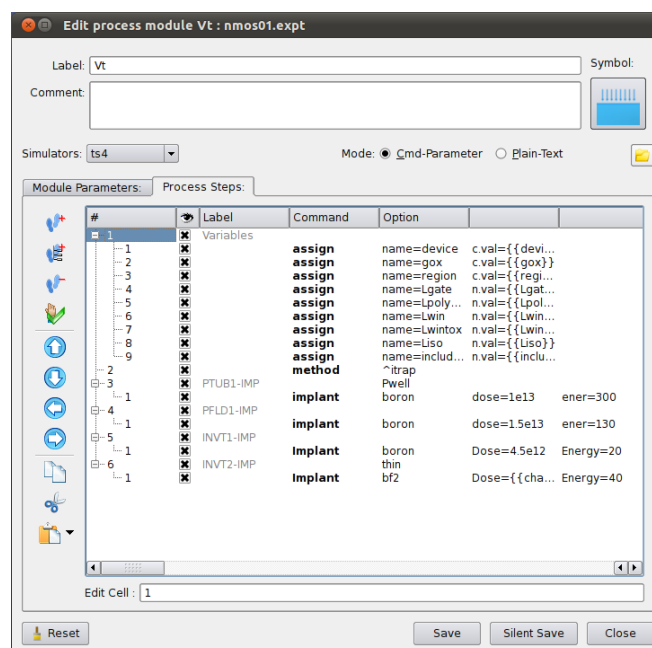 Edit process module Vt : nmos01.expt
Label: Vt Symbol:
Comment:
Simulators: ts4 Mode: Cmd-Parameter Plain-Text
Module Parameters: Process Steps:
# Label Command Option
1 Variables
1 assign name=device c.val={{devi...
2 assign name=gox c.val={{gox}}
3 assign name=region c.val={{regi...
4 assign name=Lgate n.val={{Lgat...
5 assign name=Lpoly... n.val={{Lpol...
6 assign name=Lwin n.val={{Lwin...
7 assign name=Lwintox n.val={{Lwin...
8 assign name=Liso n.val={{Liso}}
9 assign name=includ... n.val={{inclu...
2 method ^itrap
3 PTUB1-IMP Pwell
1 implant boron dose=1e13 ener=300
4 PFLD1-IMP
1 implant boron dose=1.5e13 ener=130
5 INVT1-IMP
1 Implant boron Dose=4.5e12 Energy=20
6 INVT2-IMP thin
1 Implant bf2 Dose={{cha... Energy=40
Edit Cell : 1
Reset Save Silent Save Close